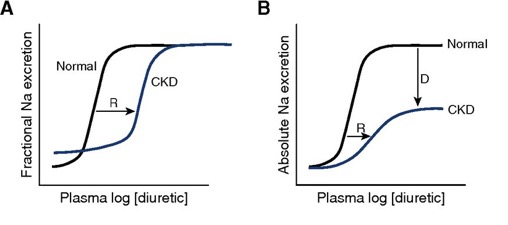 A
Fractional Na excretion
Normal
CKD
R
Plasma log [diuretic]
B
Absolute Na excretion
Normal
D
CKD
R
Plasma log [diuretic]